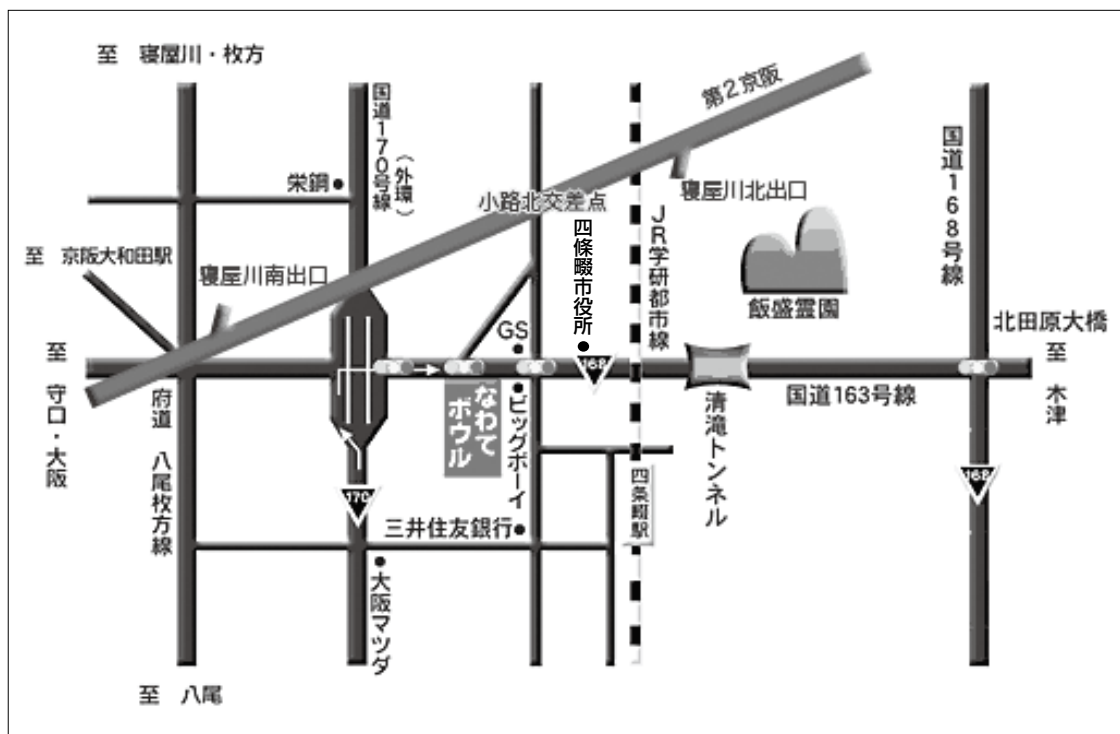 至 寝屋川・枚方
国道170号線
(外環)
第2京阪
栄鋼
小路北交差点
寝屋川北出口
国道168号線
四條畷市役所
JR学研都市線
至 京阪大和田駅
寝屋川南出口
飯盛霊園
北田原大橋
至 守口・大阪
GS
168
至 木津
国道163号線
なわて
ボウル
ビッグボーイ
清滝トンネル
府道 八尾枚方線
170
168
四条畷駅
三井住友銀行
大阪マツダ
至 八尾